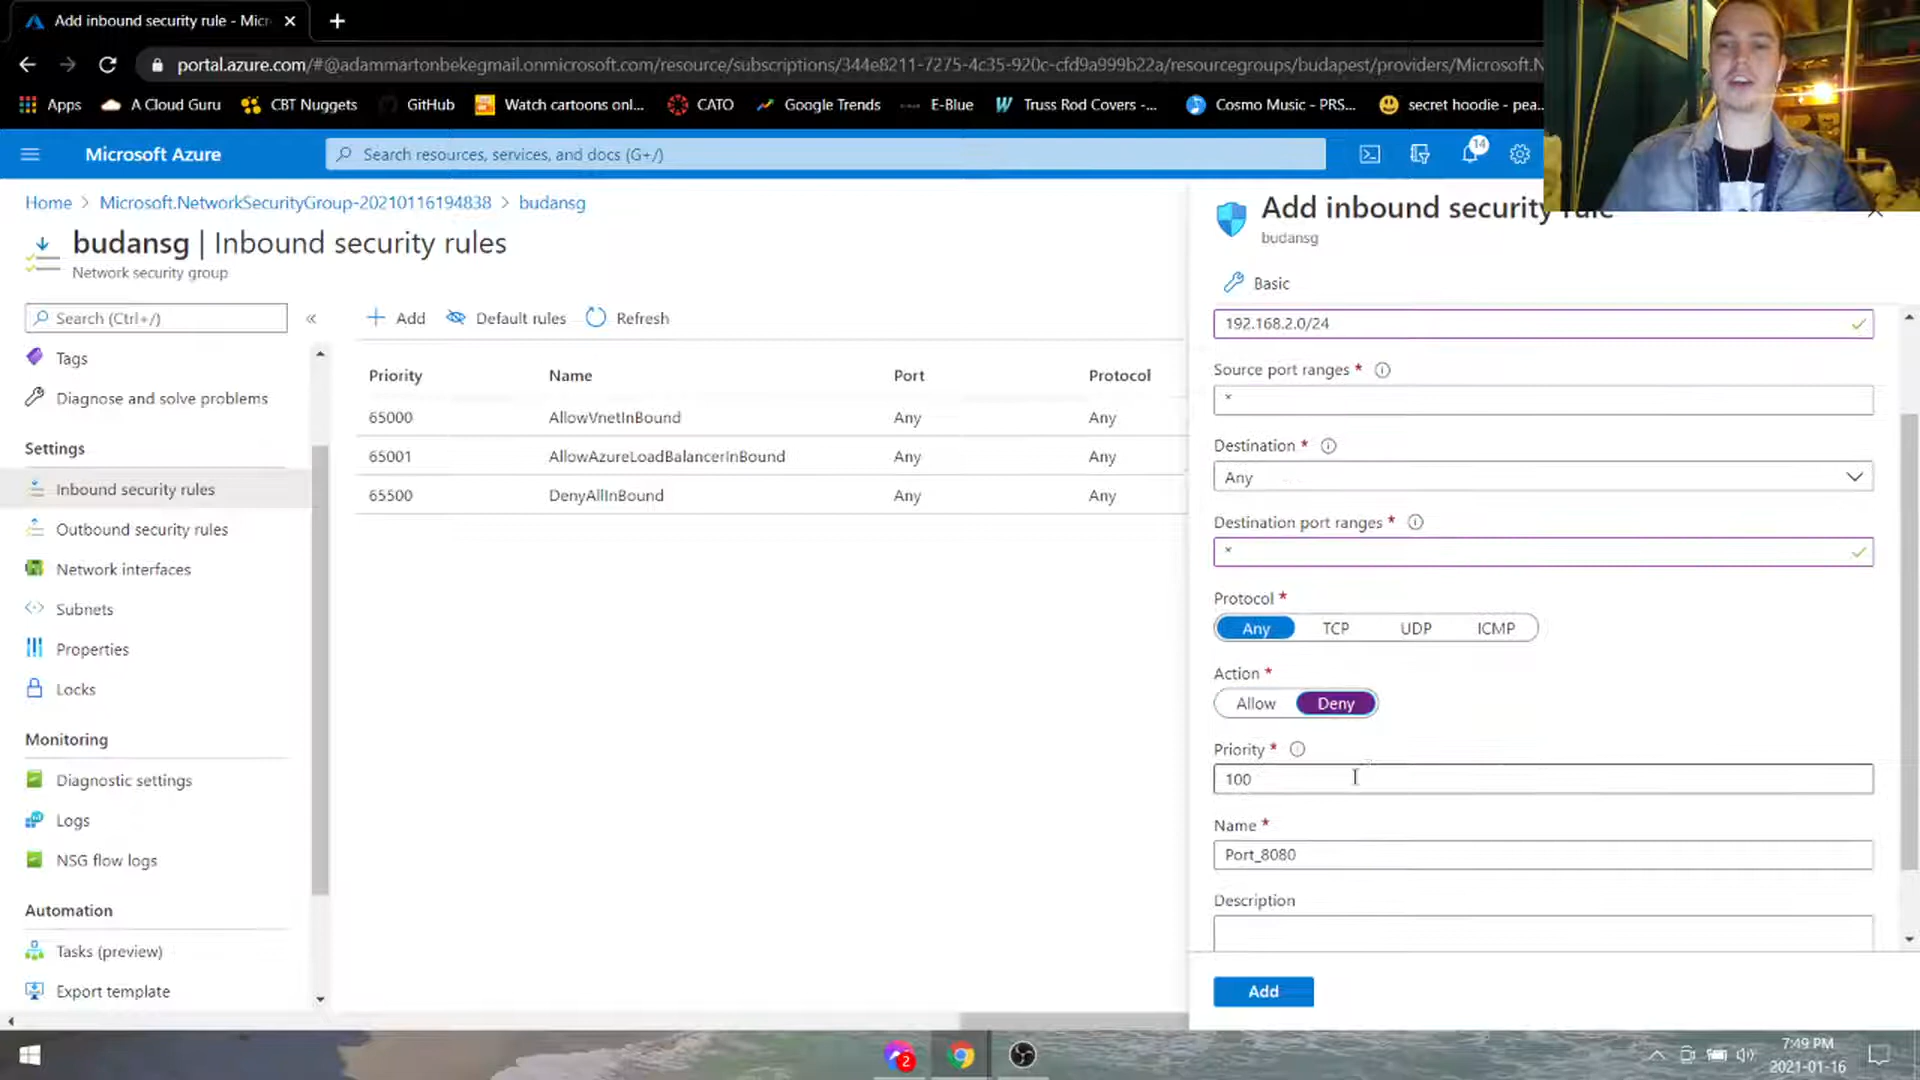 Add inbound security rule - Micr
portal.azure.com/#@adammartonbekegmail.onmicrosoft.com/resource/subscriptions/344e8211-7275-4c35-920c-cfd9a999b22a/resourcegroups/budapest/providers/Microsoft.N
Apps
A Cloud Guru
CBT Nuggets
GitHub
Watch cartoons onl...
CATO
Google Trends
E-Blue
Truss Rod Covers -...
Cosmo Music - PRS...
secret hoodie - pea...
Microsoft Azure
Search resources, services, and docs (G+/)
14
Home > Microsoft.NetworkSecurityGroup-20210116194838 > budansg
budansg | Inbound security rules
Network security group
Search (Ctrl+/)
Tags
Diagnose and solve problems
Settings
Inbound security rules
Outbound security rules
Network interfaces
Subnets
Properties
Locks
Monitoring
Diagnostic settings
Logs
NSG flow logs
Automation
Tasks (preview)
Export template
Add
Default rules
Refresh
Priority Name Port Protocol
65000 AllowVnetInBound Any Any
65001 AllowAzureLoadBalancerInBound Any Any
65500 DenyAllInBound Any Any
Add inbound security rule
budansg
Basic
192.168.2.0/24
Source port ranges *
*
Destination *
Any
Destination port ranges *
*
Protocol *
Any TCP UDP ICMP
Action *
Allow Deny
Priority *
100
Name *
Port_8080
Description
Add
2
7:49 PM
2021-01-16